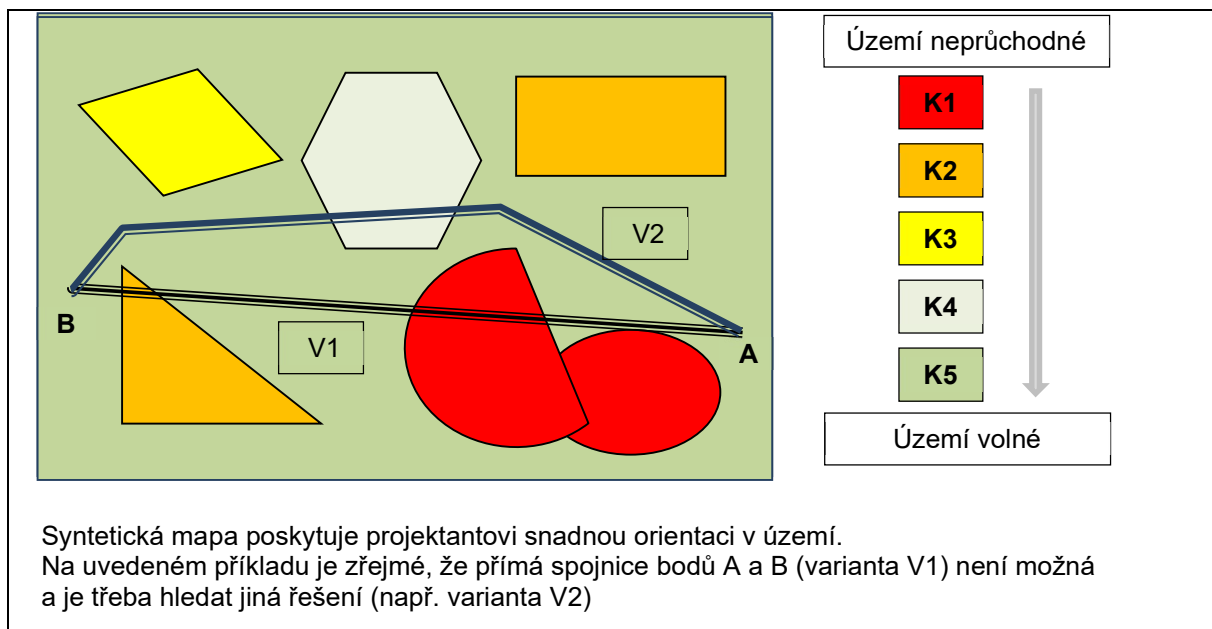 Území neprůchodné
K1
K2
K3
V2
K4
B
V1
A
K5
Území volné
Syntetická mapa poskytuje projektantovi snadnou orientaci v území.
Na uvedeném příkladu je zřejmé, že přímá spojnice bodů A a B (varianta V1) není možná
a je třeba hledat jiná řešení (např. varianta V2)